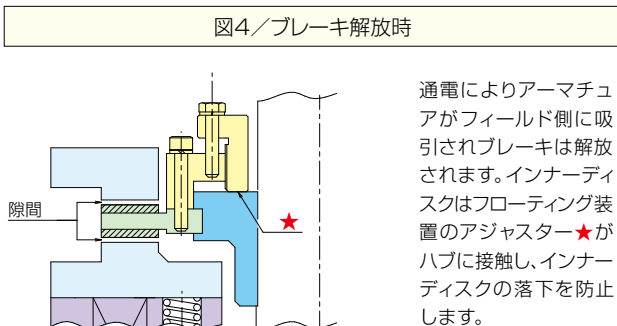 図4／ブレーキ解放時
隙間
★
通電によりアーマチュ
アがフィールド側に吸
引されブレーキは解放
されます。インナーディ
スクはフローティング装
置のアジャスター★が
ハブに接触し、インナー
ディスクの落下を防止
します。